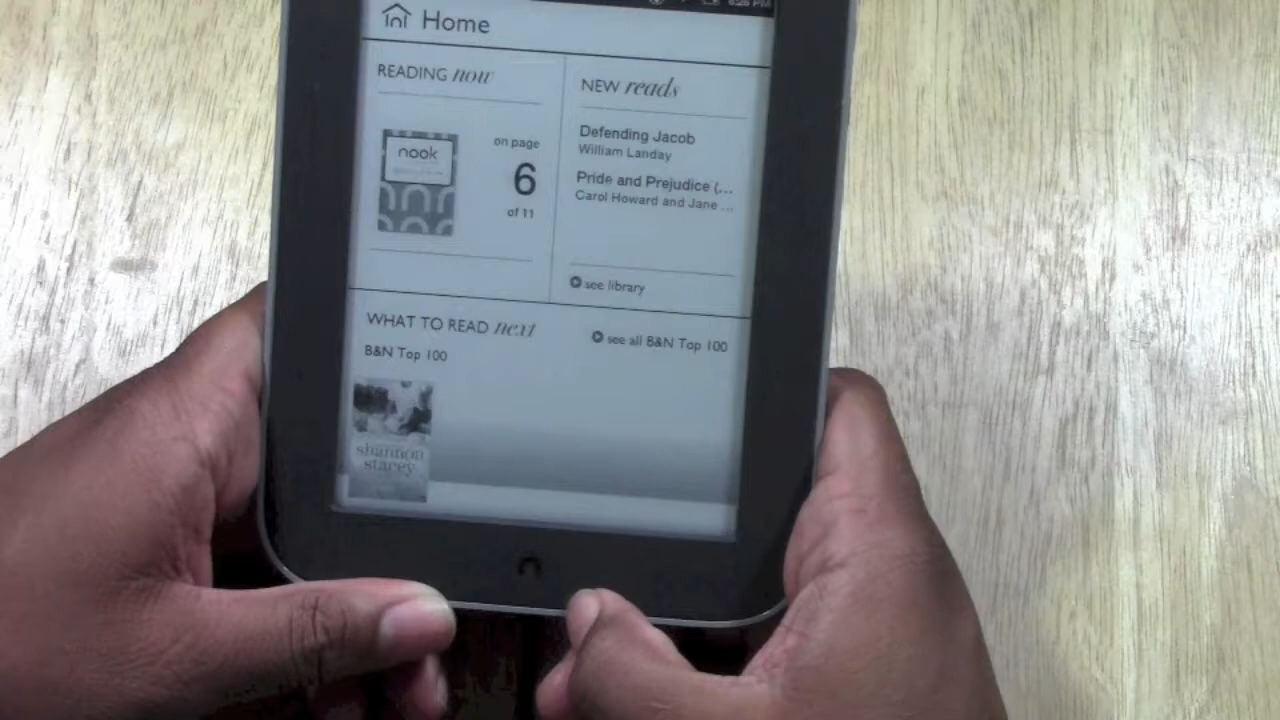 Home
READING now
nook
on page
6
of 11
NEW reads
Defending Jacob
William Landay
Pride and Prejudice (...
Carol Howard and Jane ...
see library
WHAT TO READ next
see all B&N Top 100
B&N Top 100
shannon
stacey